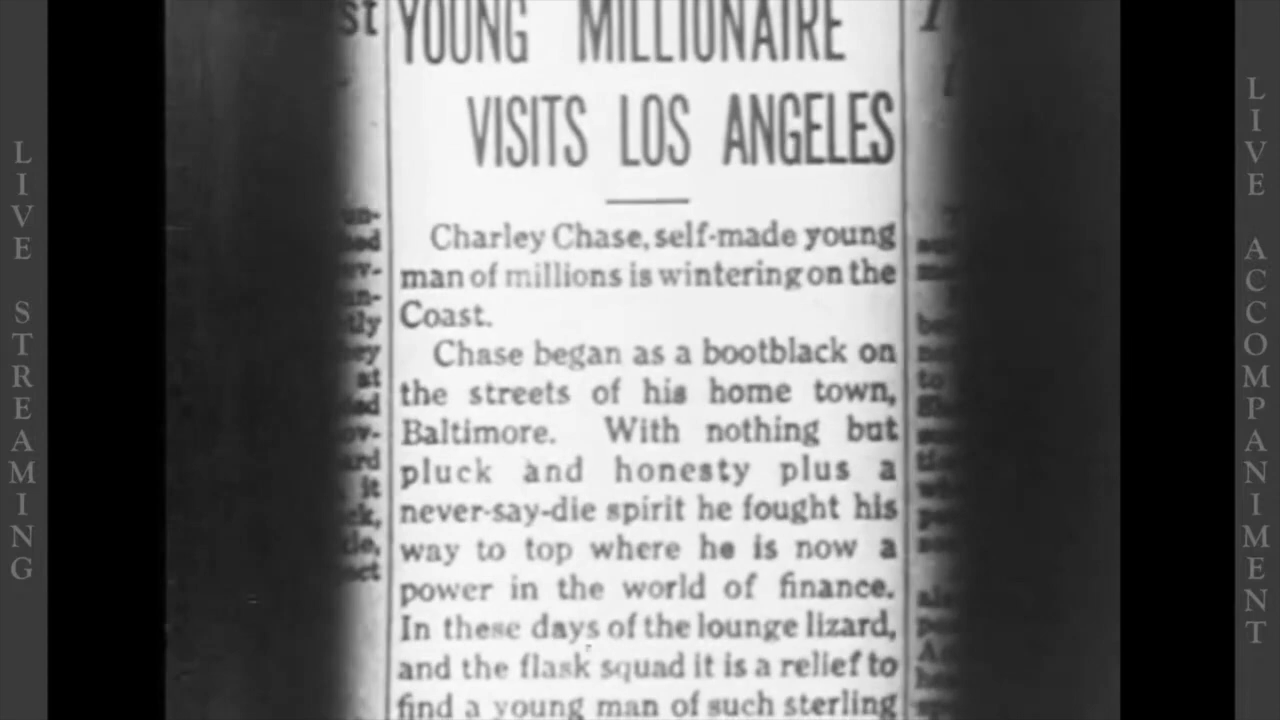 YOUNG MILLIONAIRE
VISITS LOS ANGELES
Charley Chase, self-made young
man of millions is wintering on the
Coast.
Chase began as a bootblack on
the streets of his home town,
Baltimore. With nothing but
pluck and honesty plus a
never-say-die spirit he fought his
way to top where he is now a
power in the world of finance.
In these days of the lounge lizard,
and the flask squad it is a relief to
find a young man of such sterling
LIVE STREAMING
LIVE ACCOMPANIMENT